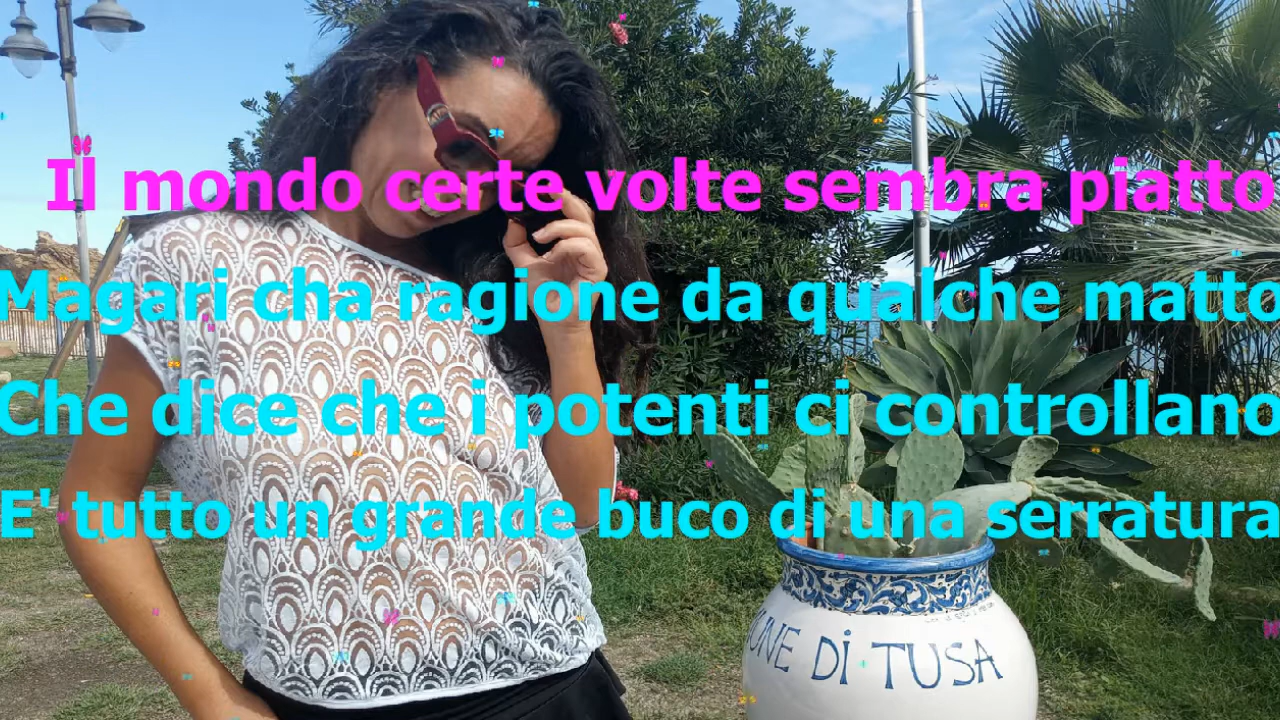 Il mondo certe volte sembra piatto
Magari cha ragione da qualche matto
Che dice che i potenti ci controllano
E' tutto un grande buco di una serratura
UNE Di TUSA